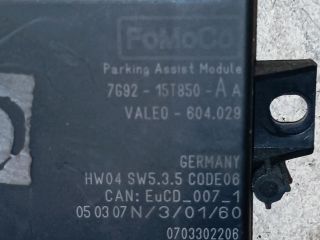 FoMoCo
Parking Assist Module
7G92 - 15T850 - A A
VALEO - 604.029
GERMANY
HW04 SW5.3.5 CODE06
CAN: EuCD_007_1
05 03 07 N/3/01/60
0703302206